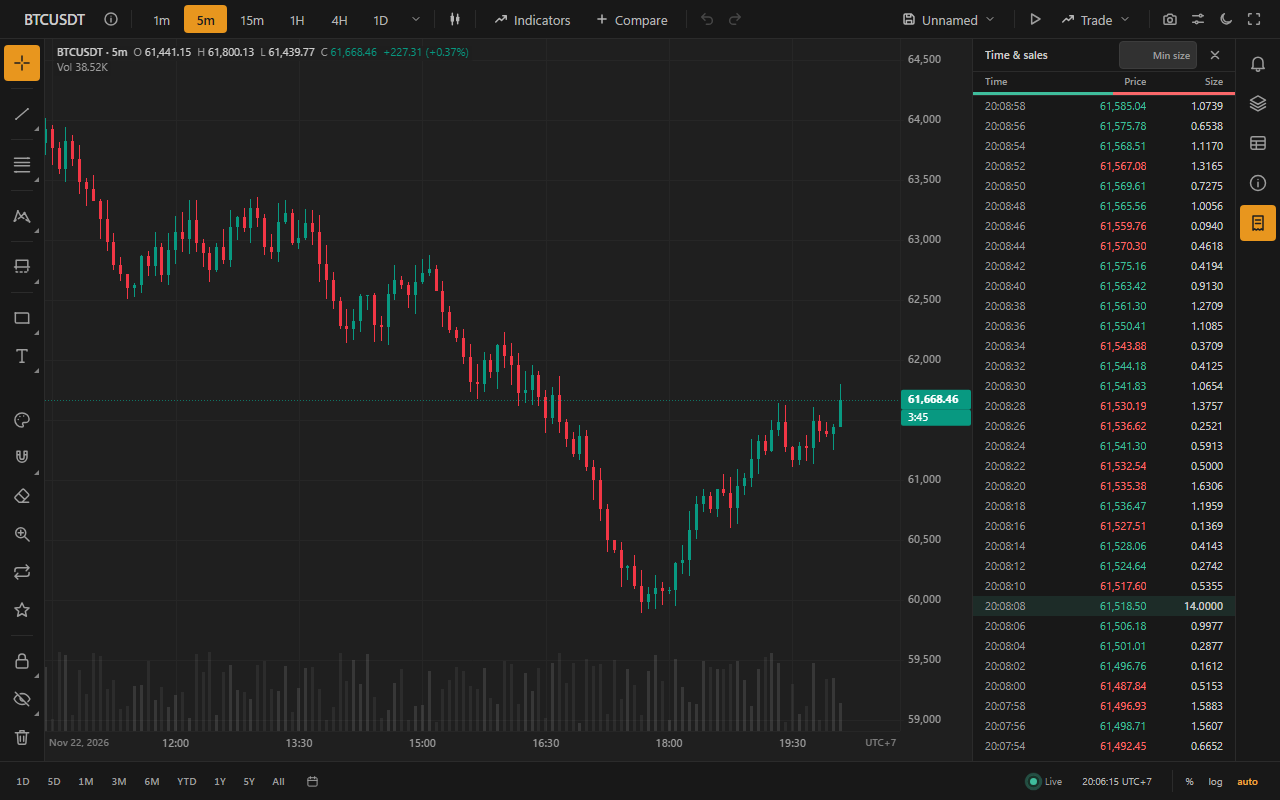 BTCUSDT 1m 5m 15m 1H 4H 1D Indicators Compare Unnamed Trade
BTCUSDT · 5m O 61,441.15 H 61,800.13 L 61,439.77 C 61,668.46 +227.31 (+0.37%)
Vol 38.52K
64,500
64,000
63,500
63,000
62,500
62,000
61,668.46
3:45
61,000
60,500
60,000
59,500
59,000
Nov 22, 2026 12:00 13:30 15:00 16:30 18:00 19:30 UTC+7
Time & sales Min size
Time Price Size
20:08:58 61,585.04 1.0739
20:08:56 61,575.78 0.6538
20:08:54 61,568.51 1.1170
20:08:52 61,567.08 1.3165
20:08:50 61,569.61 0.7275
20:08:48 61,565.56 1.0056
20:08:46 61,559.76 0.0940
20:08:44 61,570.30 0.4618
20:08:42 61,575.16 0.4194
20:08:40 61,563.42 0.9130
20:08:38 61,561.30 1.2709
20:08:36 61,550.41 1.1085
20:08:34 61,543.88 0.3709
20:08:32 61,544.18 0.4125
20:08:30 61,541.83 1.0654
20:08:28 61,530.19 1.3757
20:08:26 61,536.62 0.2521
20:08:24 61,541.30 0.5913
20:08:22 61,532.54 0.5000
20:08:20 61,535.38 1.6306
20:08:18 61,536.47 1.1959
20:08:16 61,527.51 0.1369
20:08:14 61,528.06 0.4143
20:08:12 61,524.64 0.2742
20:08:10 61,517.60 0.5355
20:08:08 61,518.50 14.0000
20:08:06 61,506.18 0.9977
20:08:04 61,501.01 0.2877
20:08:02 61,496.76 0.1612
20:08:00 61,487.84 0.5153
20:07:58 61,496.93 1.5883
20:07:56 61,498.71 1.5607
20:07:54 61,492.45 0.6652
1D 5D 1M 3M 6M YTD 1Y 5Y All Live 20:06:15 UTC+7 % log auto